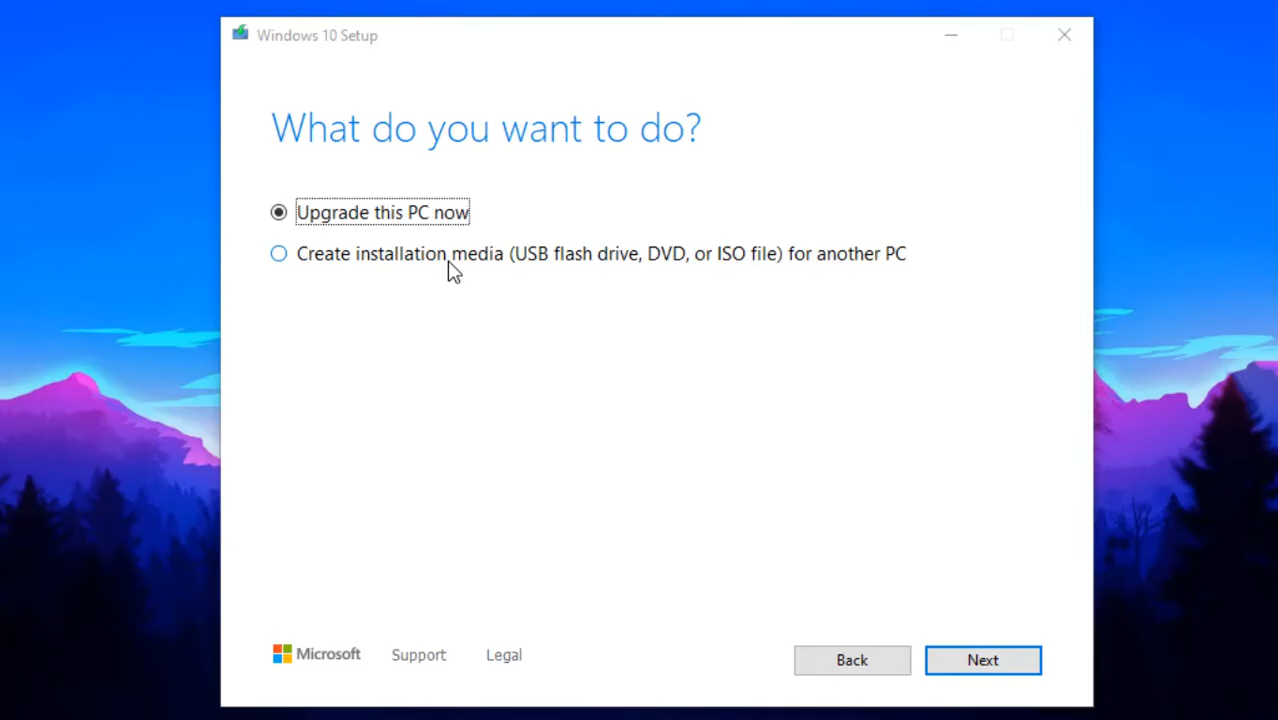 Windows 10 Setup
What do you want to do?
Upgrade this PC now
Create installation media (USB flash drive, DVD, or ISO file) for another PC
Microsoft Support Legal Back Next